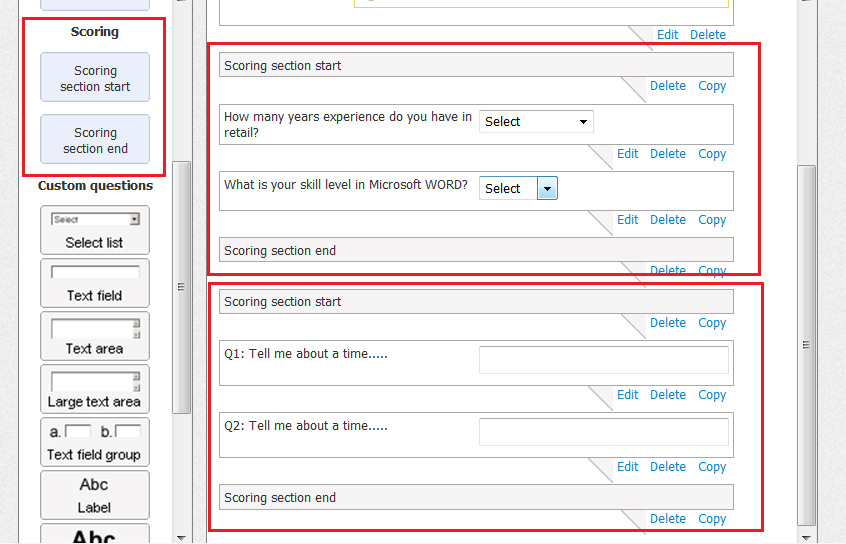 Scoring
Scoring
section start
Scoring
section end
Custom questions
Select
Select list
Text field
Text area
Large text area
a. b.
Text field group
Abc
Label
Abc
Edit Delete
Scoring section start
Delete Copy
How many years experience do you have in
retail?
Select
Edit Delete Copy
What is your skill level in Microsoft WORD?
Select
Edit Delete Copy
Scoring section end
Delete Copy
Scoring section start
Delete Copy
Q1: Tell me about a time.....
Edit Delete Copy
Q2: Tell me about a time.....
Edit Delete Copy
Scoring section end
Delete Copy